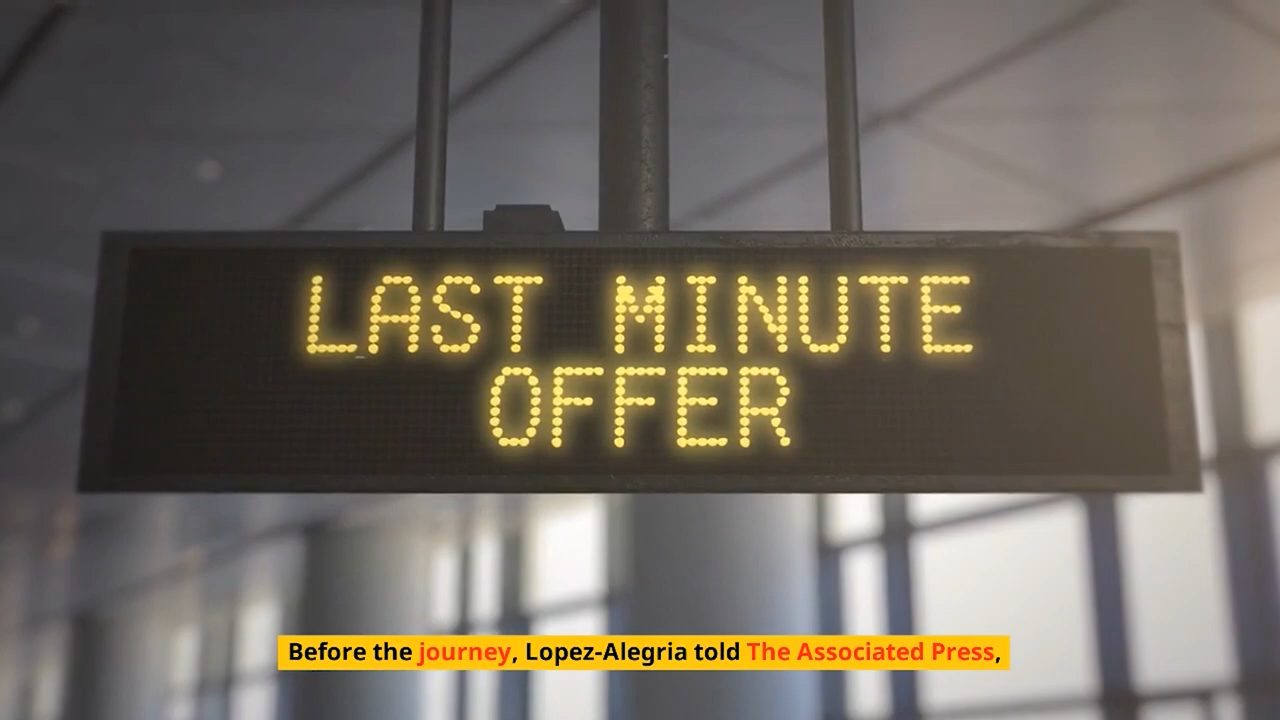 LAST MINUTE
OFFER
Before the journey, Lopez-Alegria told The Associated Press,